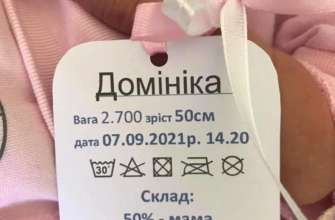 Домініка
Вага 2.700 зріст 50см
дата 07.09.2021р. 14.20
30°
Склад:
50% - мама